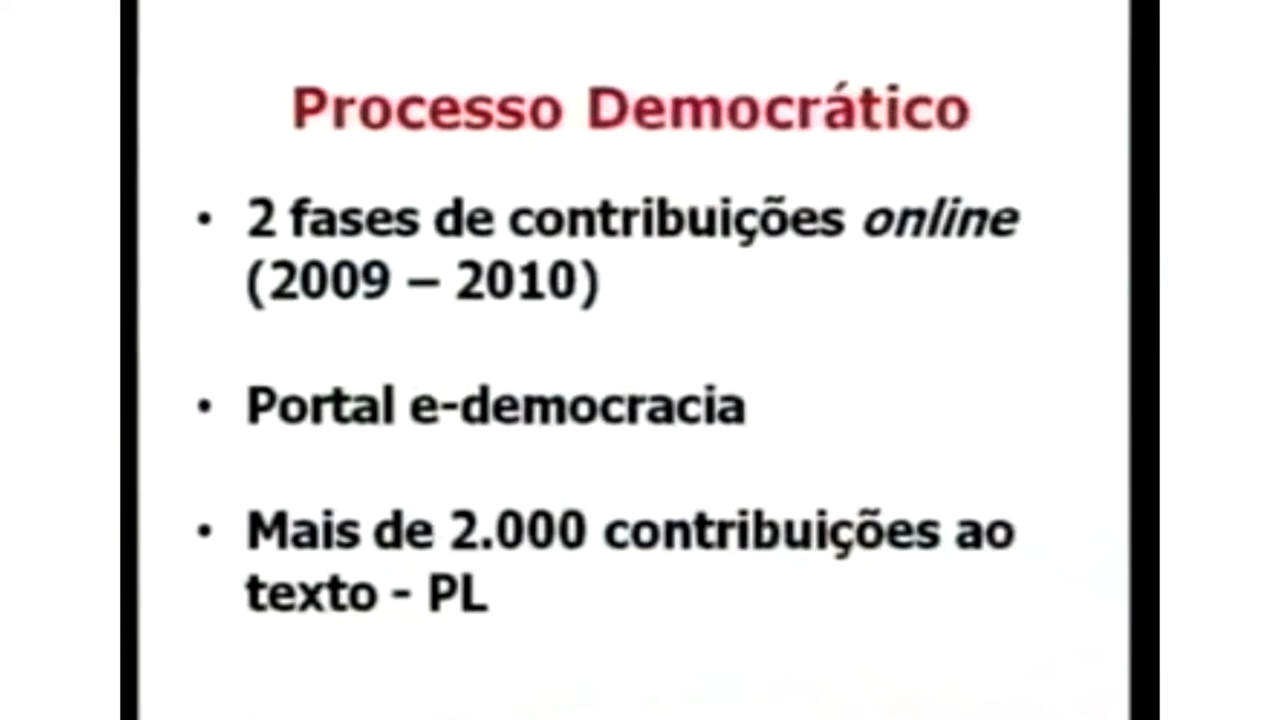 Processo Democrático
• 2 fases de contribuições online
(2009 – 2010)
• Portal e-democracia
• Mais de 2.000 contribuições ao
texto - PL